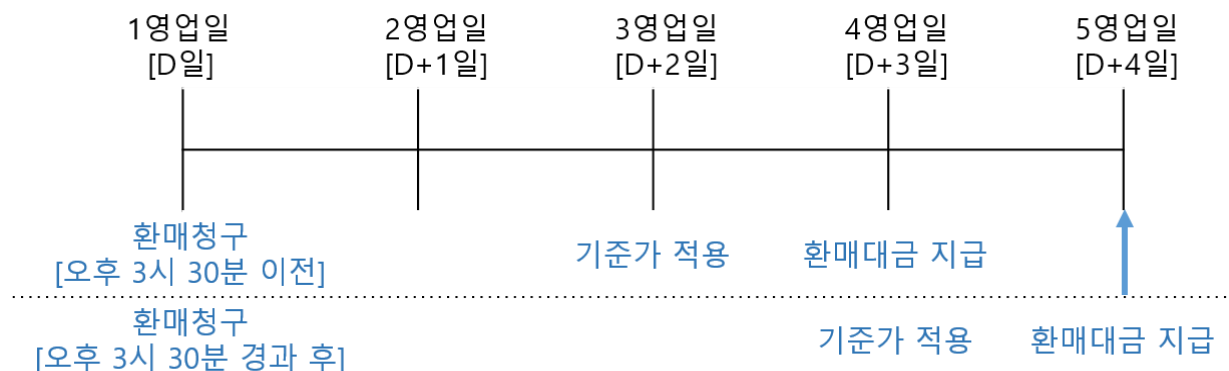 1영업일 2영업일 3영업일 4영업일 5영업일
[D일] [D+1일] [D+2일] [D+3일] [D+4일]
환매청구
[오후 3시 30분 이전] 기준가 적용 환매대금 지급
환매청구
[오후 3시 30분 경과 후] 기준가 적용 환매대금 지급